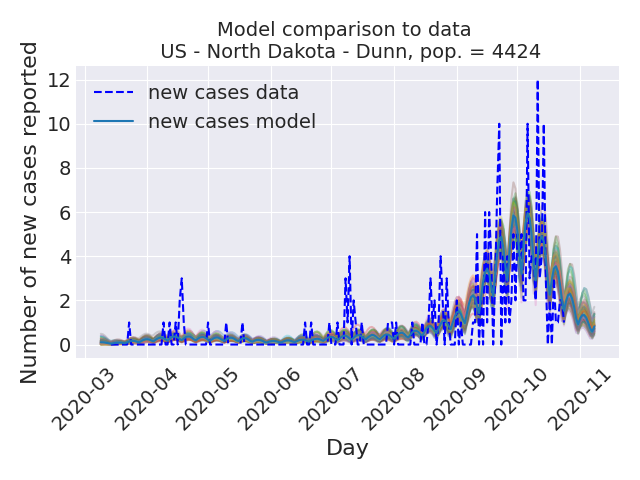 Model comparison to data
US - North Dakota - Dunn, pop. = 4424
Number of new cases reported
12
10
8
6
4
2
0
new cases data
new cases model
2020-03
2020-04
2020-05
2020-06
2020-07
2020-08
2020-09
2020-10
2020-11
Day